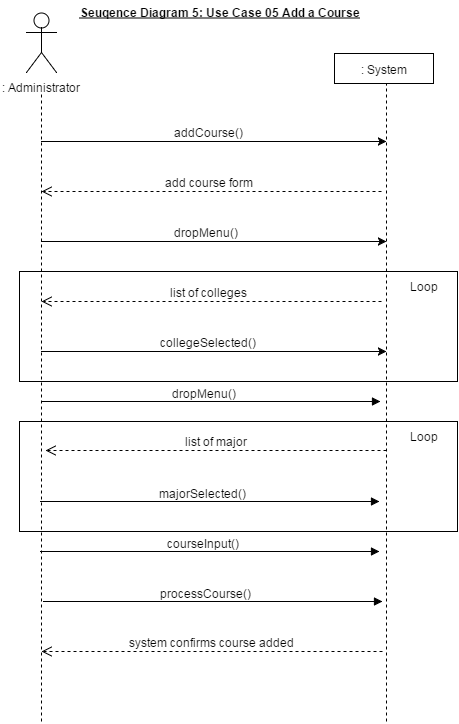 Seuqence Diagram 5: Use Case 05 Add a Course
: System
: Administrator
addCourse()
add course form
dropMenu()
Loop
list of colleges
collegeSelected()
dropMenu()
Loop
list of major
majorSelected()
courseInput()
processCourse()
system confirms course added